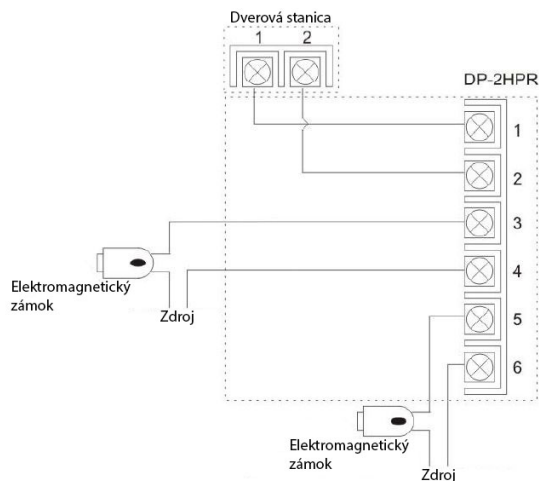 Dverová stanica
1 2
DP-2HPR
1
2
3
4
5
6
Elektromagnetický
zámok
Zdroj
Elektromagnetický
zámok
Zdroj